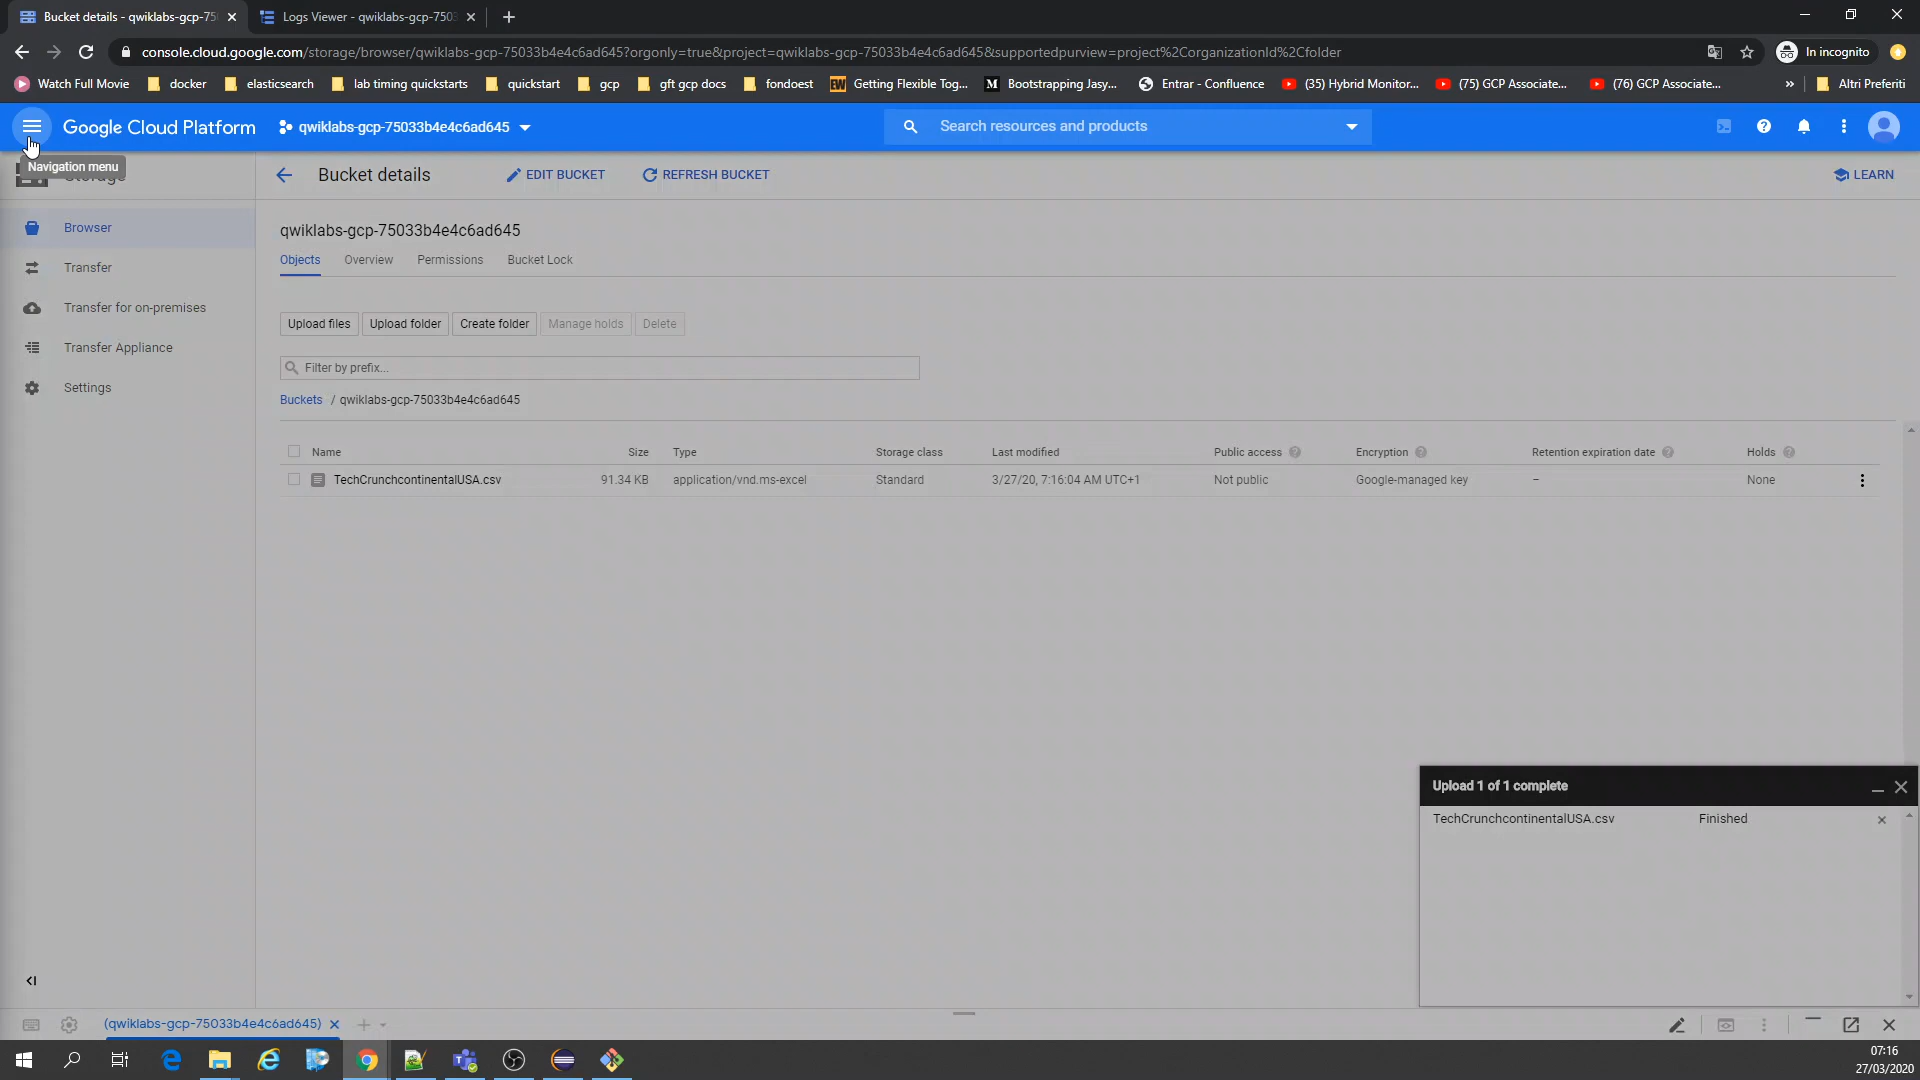 Bucket details - qwiklabs-gcp-75
Logs Viewer - qwiklabs-gcp-7503
console.cloud.google.com/storage/browser/qwiklabs-gcp-75033b4e4c6ad645?orgonly=true&project=qwiklabs-gcp-75033b4e4c6ad645&supportedpurview=project%2CorganizationId%2Cfolder
In incognito
Watch Full Movie
docker
elasticsearch
lab timing quickstarts
quickstart
gcp
gft gcp docs
fondoest
Getting Flexible Tog...
Bootstrapping Jasy...
Entrar - Confluence
(35) Hybrid Monitor...
(75) GCP Associate...
(76) GCP Associate...
»
Altri Preferiti
Google Cloud Platform
qwiklabs-gcp-75033b4e4c6ad645
Search resources and products
Navigation menu
Storage
Bucket details
EDIT BUCKET
REFRESH BUCKET
LEARN
Browser
Transfer
Transfer for on-premises
Transfer Appliance
Settings
qwiklabs-gcp-75033b4e4c6ad645
Objects
Overview
Permissions
Bucket Lock
Upload files
Upload folder
Create folder
Manage holds
Delete
Filter by prefix...
Buckets / qwiklabs-gcp-75033b4e4c6ad645
Name
Size
Type
Storage class
Last modified
Public access
Encryption
Retention expiration date
Holds
TechCrunchcontinentalUSA.csv
91.34 KB
application/vnd.ms-excel
Standard
3/27/20, 7:16:04 AM UTC+1
Not public
Google-managed key
–
None
Upload 1 of 1 complete
TechCrunchcontinentalUSA.csv
Finished
(qwiklabs-gcp-75033b4e4c6ad645)
07:16
27/03/2020